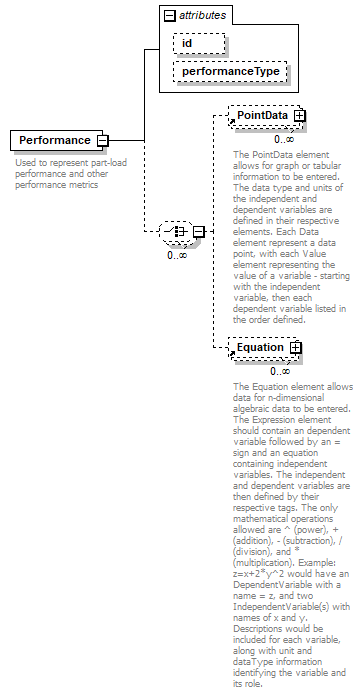 attributes
id
performanceType
Performance
Used to represent part-load
performance and other
performance metrics
0..∞
PointData
0..∞
The PointData element
allows for graph or tabular
information to be entered.
The data type and units of
the independent and
dependent variables are
defined in their respective
elements. Each Data
element represent a data
point, with each Value
element representing the
value of a variable - starting
with the independent
variable, then each
dependent variable listed in
the order defined.
Equation
0..∞
The Equation element allows
data for n-dimensional
algebraic data to be entered.
The Expression element
should contain an dependent
variable followed by an =
sign and an equation
containing independent
variables. The independent
and dependent variables are
then defined by their
respective tags. The only
mathematical operations
allowed are ^ (power), +
(addition), - (subtraction), /
(division), and *
(multiplication). Example:
z=x+2*y^2 would have an
DependentVariable with a
name = z, and two
IndependentVariable(s) with
names of x and y.
Descriptions would be
included for each variable,
along with unit and
dataType information
identifying the variable and
its role.